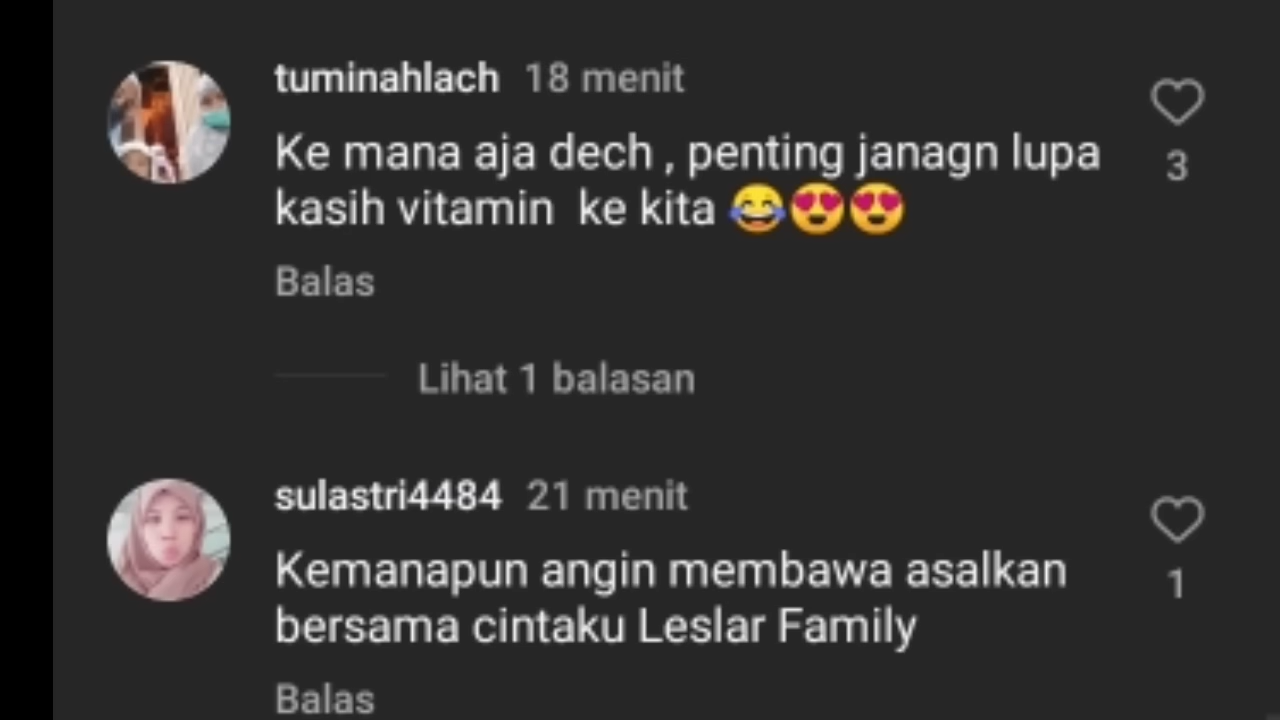 tuminahlach 18 menit
Ke mana aja dech , penting janagn lupa
kasih vitamin  ke kita 😂😍😍
3
Balas
Lihat 1 balasan
sulastri4484 21 menit
Kemanapun angin membawa asalkan
bersama cintaku Leslar Family
1
Balas